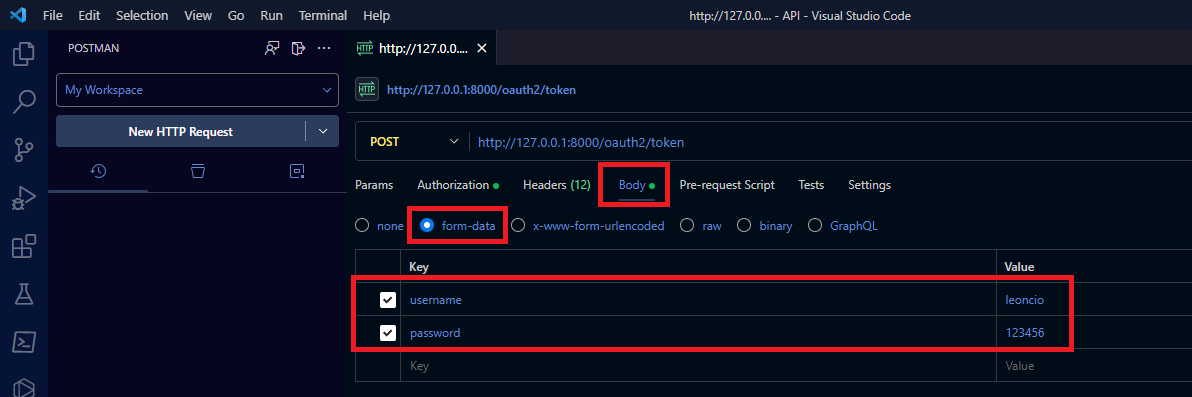 File Edit Selection View Go Run Terminal Help http://127.0.0.... - API - Visual Studio Code
POSTMAN
My Workspace
New HTTP Request
HTTP http://127.0.0....
HTTP http://127.0.0.1:8000/oauth2/token
POST http://127.0.0.1:8000/oauth2/token
Params Authorization Headers (12) Body Pre-request Script Tests Settings
none form-data x-www-form-urlencoded raw binary GraphQL
Key Value
username leoncio
password 123456
Key Value